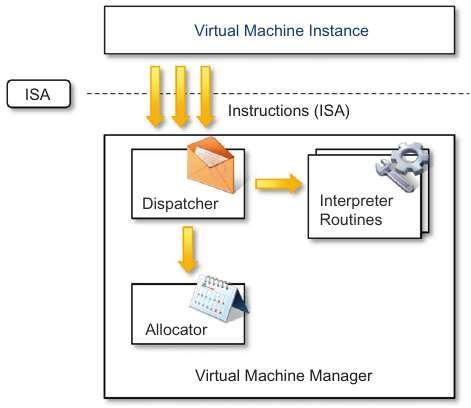 Virtual Machine Instance
ISA
Instructions (ISA)
Dispatcher
Interpreter
Routines
Allocator
Virtual Machine Manager